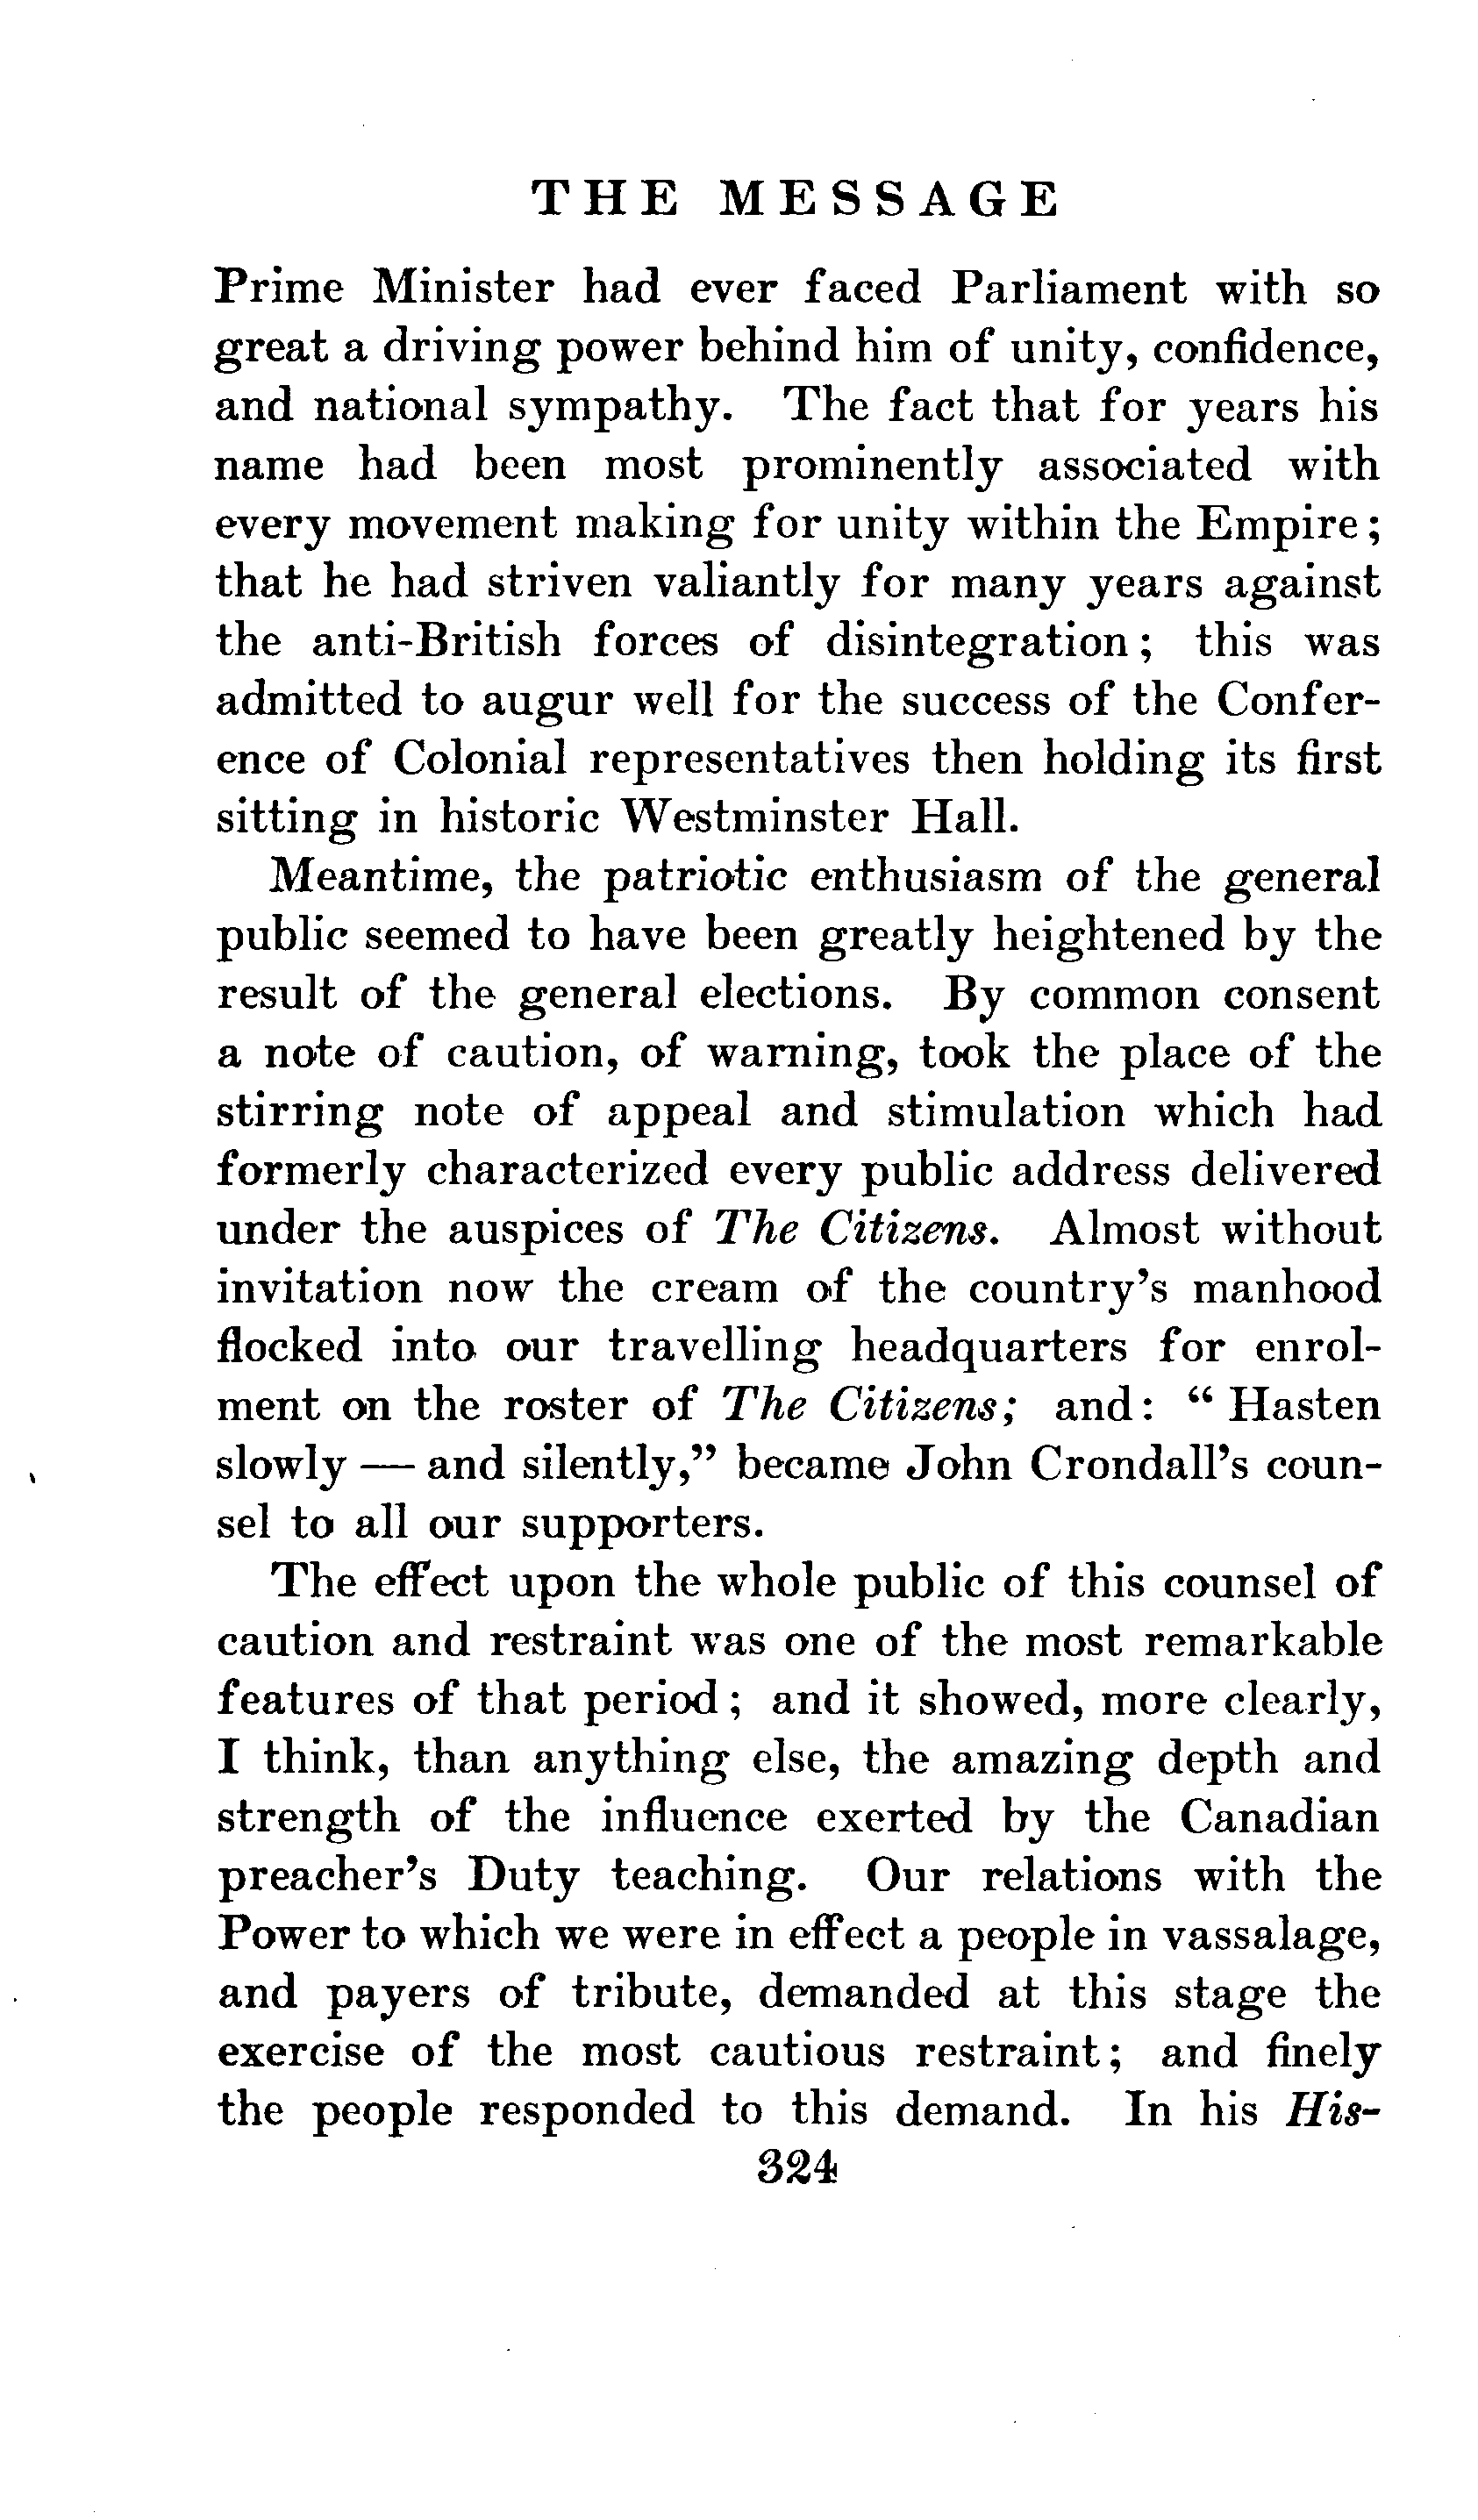 THE MESSAGE
Prime Minister had ever faced Parliament with so
great a driving power behind him of unity, confidence,
and national sympathy. The fact that for years his
name had been most prominently associated with
every movement making for unity within the Empire;
that he had striven valiantly for many years against
the anti-British forces of disintegration; this was
admitted to augur well for the success of the Confer-
ence of Colonial representatives then holding its first
sitting in historic Westminster Hall.
Meantime, the patriotic enthusiasm of the general
public seemed to have been greatly heightened by the
result of the general elections. By common consent
a note of caution, of warning, took the place of the
stirring note of appeal and stimulation which had
formerly characterized every public address delivered
under the auspices of The Citizens. Almost without
invitation now the cream of the country's manhood
flocked into our travelling headquarters for enrol-
ment on the roster of The Citizens; and: "Hasten
slowly — and silently," became John Crondall's coun-
sel to all our supporters.
The effect upon the whole public of this counsel of
caution and restraint was one of the most remarkable
features of that period; and it showed, more clearly,
I think, than anything else, the amazing depth and
strength of the influence exerted by the Canadian
preacher's Duty teaching. Our relations with the
Power to which we were in effect a people in vassalage,
and payers of tribute, demanded at this stage the
exercise of the most cautious restraint; and finely
the people responded to this demand. In his His-
324